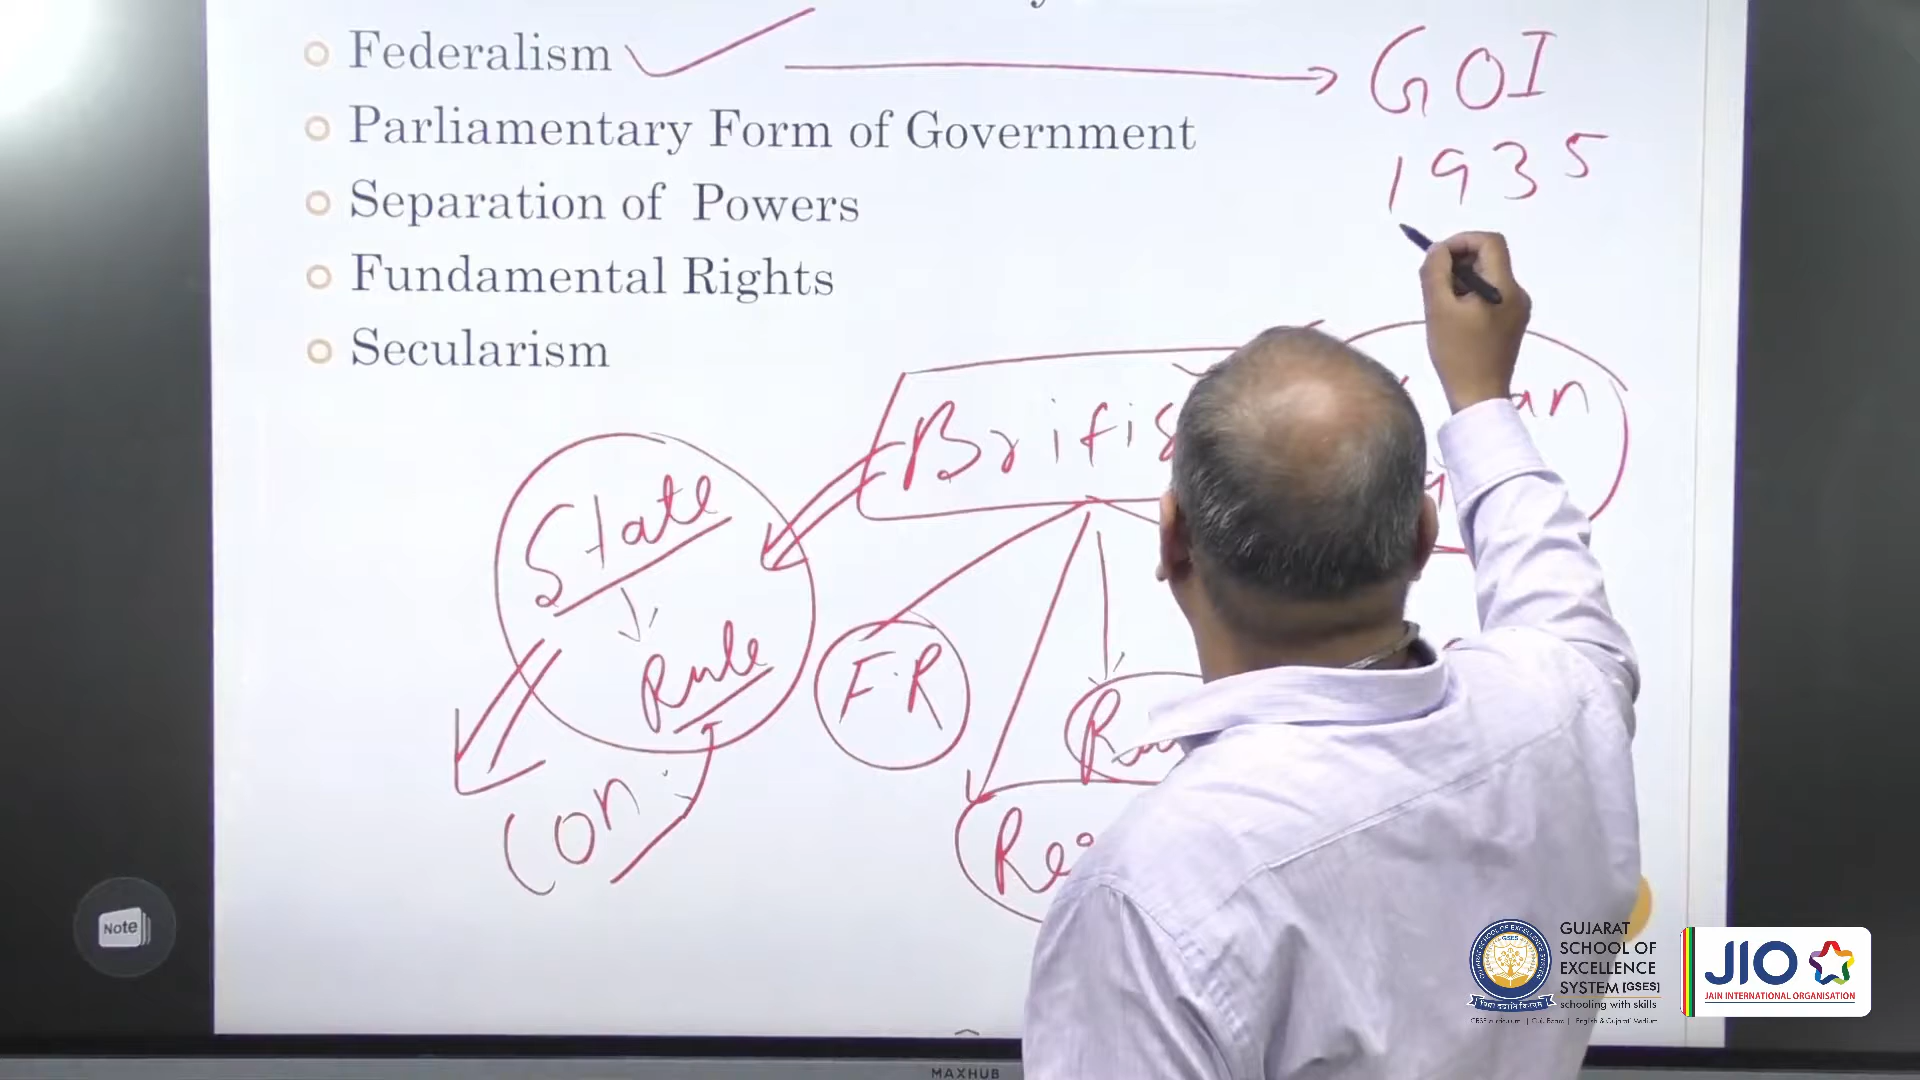 Federalism
GOI
1935
Parliamentary Form of Government
Separation of Powers
Fundamental Rights
Secularism
State
Rule
Con.
F.R
Note
MAXHUB
GUJARAT
SCHOOL OF
EXCELLENCE
SYSTEM [GSES]
schooling with skills
JIO
JAIN INTERNATIONAL ORGANISATION